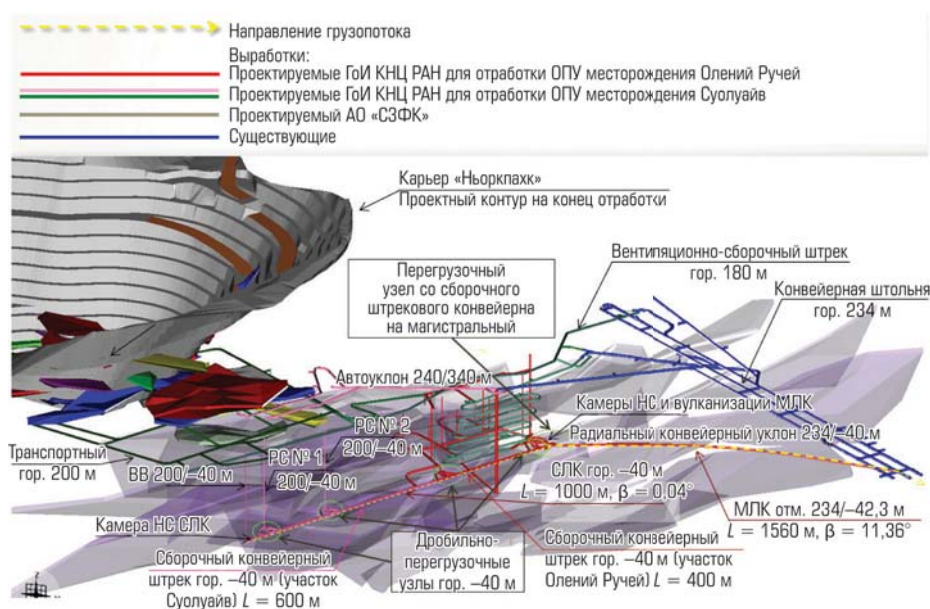 Направление грузопотока
Выработки:
Проектируемые ГоИ КНЦ РАН для отработки ОПУ месторождения Олений Ручей
Проектируемые ГоИ КНЦ РАН для отработки ОПУ месторождения Суолуайв
Проектируемый АО «СЗФК»
Существующие
Карьер «Ньоркпахк»
Проектный контур на конец отработки
Вентиляционно-сборочный штрек
гор. 180 м
Перегрузочный
узел со сборочного
штрекового конвейерна
на магистральный
Конвейерная штольня
гор. 234 м
Автоуклон 240/340 м
Камеры НС и вулканизации МЛК
Радиальный конвейерный уклон 234/–40 м
Транспортный
гор. 200 м
ВВ 200/–40 м
РС № 1
200/–40 м
РС № 2
200/–40 м
СЛК гор. –40 м
L = 1000 м, β = 0,04°
МЛК отм. 234/–42,3 м
L = 1560 м, β = 11,36°
Камера НС СЛК
Сборочный конвейерный
штрек гор. –40 м (участок
Суолуайв) L = 600 м
Дробильно-
перегрузочные
узлы гор. –40 м
Сборочный конвейерный
штрек гор. –40 м (участок
Олений Ручей) L = 400 м